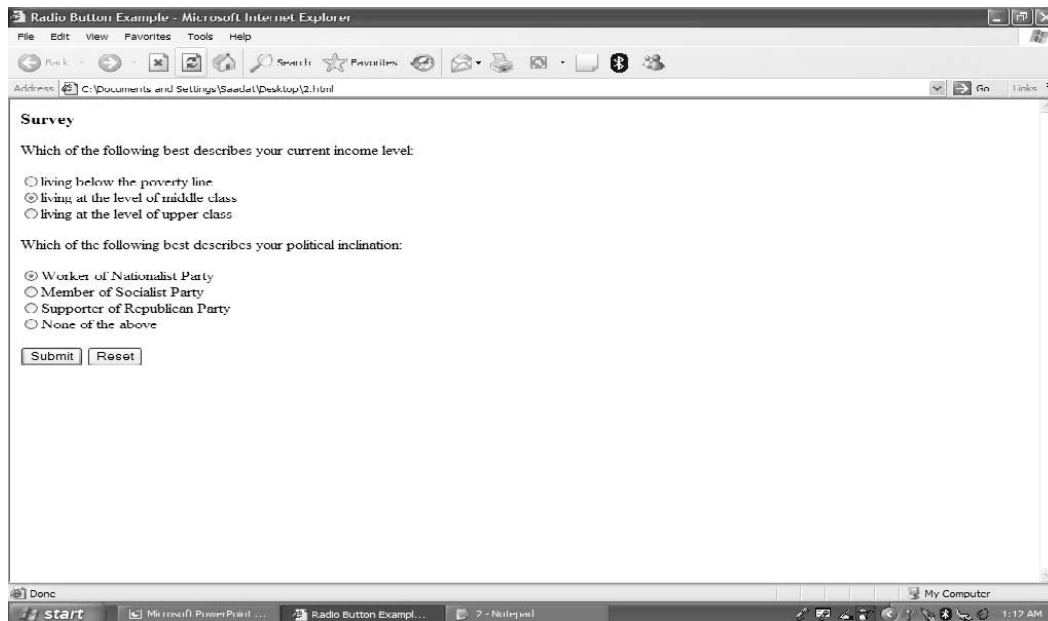 Radio Button Example - Microsoft Internet Explorer
File Edit View Favorites Tools Help
Back Search Favorites
Address C:\Documents and Settings\Saadat\Desktop\2.html Go Links
Survey
Which of the following best describes your current income level:
living below the poverty line
living at the level of middle class
living at the level of upper class
Which of the following best describes your political inclination:
Worker of Nationalist Party
Member of Socialist Party
Supporter of Republican Party
None of the above
Submit Reset
Done My Computer
start Microsoft PowerPoint ... Radio Button Exampl... 2 - Notepad 1:12 AM